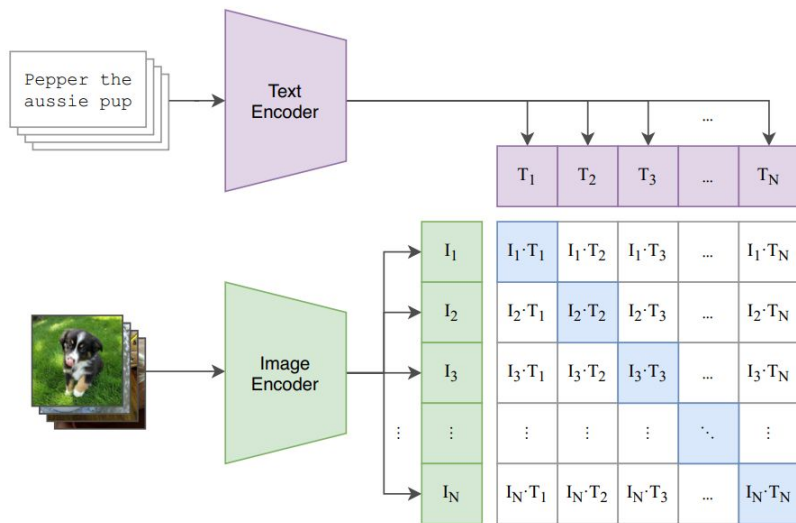 Pepper the
aussie pup
Text
Encoder
...
T1 T2 T3 ... TN
Image
Encoder
I1 I1·T1 I1·T2 I1·T3 ... I1·TN
I2 I2·T1 I2·T2 I2·T3 ... I2·TN
I3 I3·T1 I3·T2 I3·T3 ... I3·TN
⋮ ⋮ ⋮ ⋮ ⋮ ⋱ ⋮
IN IN·T1 IN·T2 IN·T3 ... IN·TN